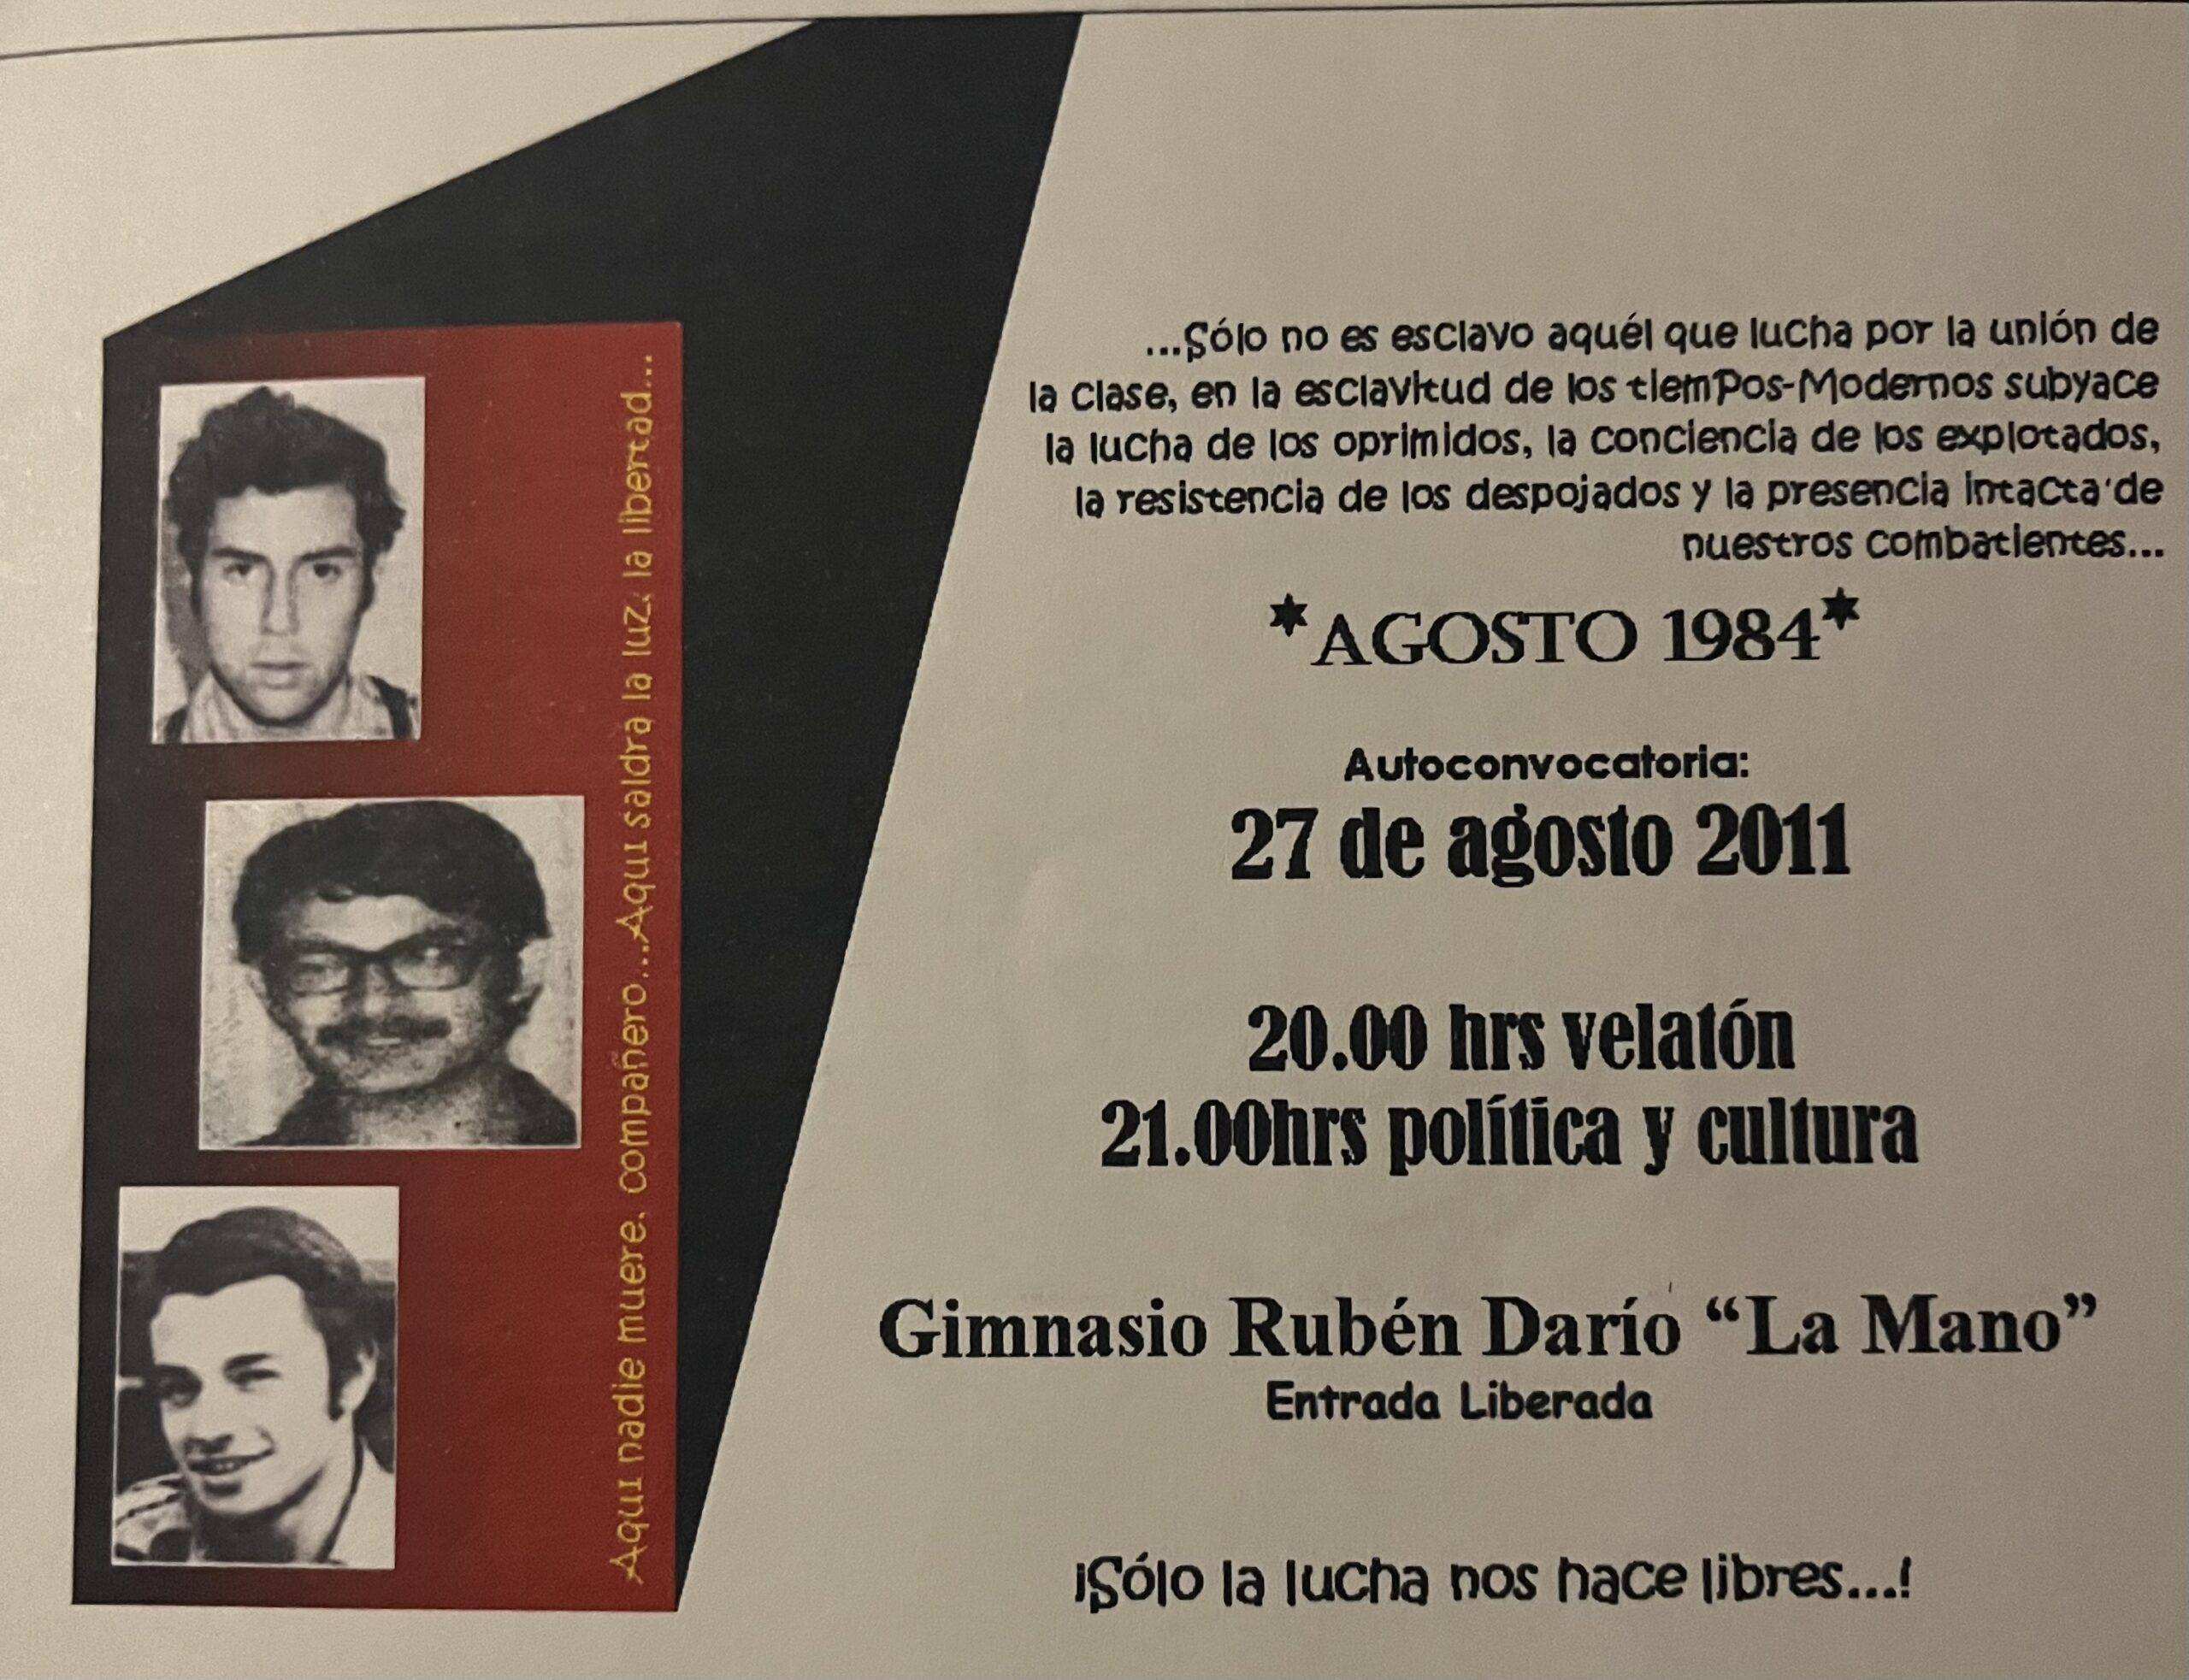 Aqui nadie muere, compañero...Aqui saldra la luz, la libertad...
...Sólo no es esclavo aquél que lucha por la unión de
la clase, en la esclavitud de los tiemPos-Modernos subyace
la lucha de los oprimidos, la conciencia de los explotados,
la resistencia de los despojados y la presencia intacta de
nuestros combatientes...
*AGOSTO 1984*
Autoconvocatoria:
27 de agosto 2011
20.00 hrs velatón
21.00hrs política y cultura
Gimnasio Rubén Darío “La Mano”
Entrada Liberada
¡Sólo la lucha nos hace libres...!